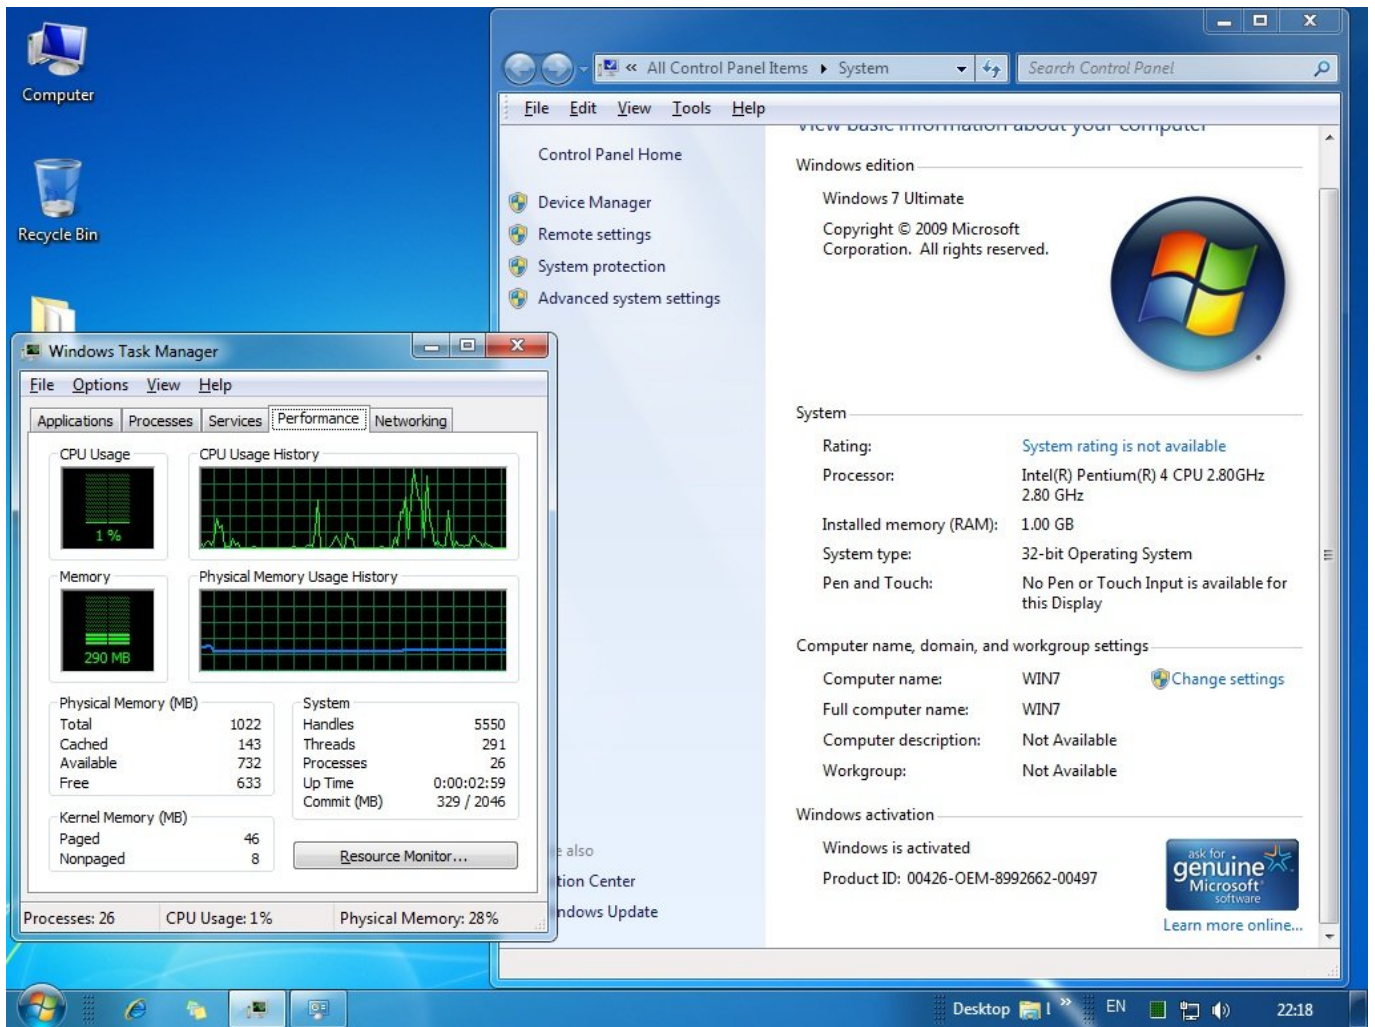 Computer
Recycle Bin
« All Control Panel Items System
Search Control Panel
File Edit View Tools Help
Control Panel Home
Device Manager
Remote settings
System protection
Advanced system settings
View basic information about your computer
Windows edition
Windows 7 Ultimate
Copyright © 2009 Microsoft
Corporation. All rights reserved.
System
Rating: System rating is not available
Processor: Intel(R) Pentium(R) 4 CPU 2.80GHz
2.80 GHz
Installed memory (RAM): 1.00 GB
System type: 32-bit Operating System
Pen and Touch: No Pen or Touch Input is available for
this Display
Computer name, domain, and workgroup settings
Computer name: WIN7 Change settings
Full computer name: WIN7
Computer description: Not Available
Workgroup: Not Available
Windows activation
Windows is activated
Product ID: 00426-OEM-8992662-00497
ask for
genuine
Microsoft
software
Learn more online...
also
Center
Update
Windows Task Manager
File Options View Help
Applications Processes Services Performance Networking
CPU Usage CPU Usage History
1 %
Memory Physical Memory Usage History
290 MB
Physical Memory (MB)
Total 1022
Cached 143
Available 732
Free 633
System
Handles 5550
Threads 291
Processes 26
Up Time 0:00:02:59
Commit (MB) 329 / 2046
Kernel Memory (MB)
Paged 46
Nonpaged 8
Resource Monitor...
Processes: 26 CPU Usage: 1% Physical Memory: 28%
Desktop » EN 22:18